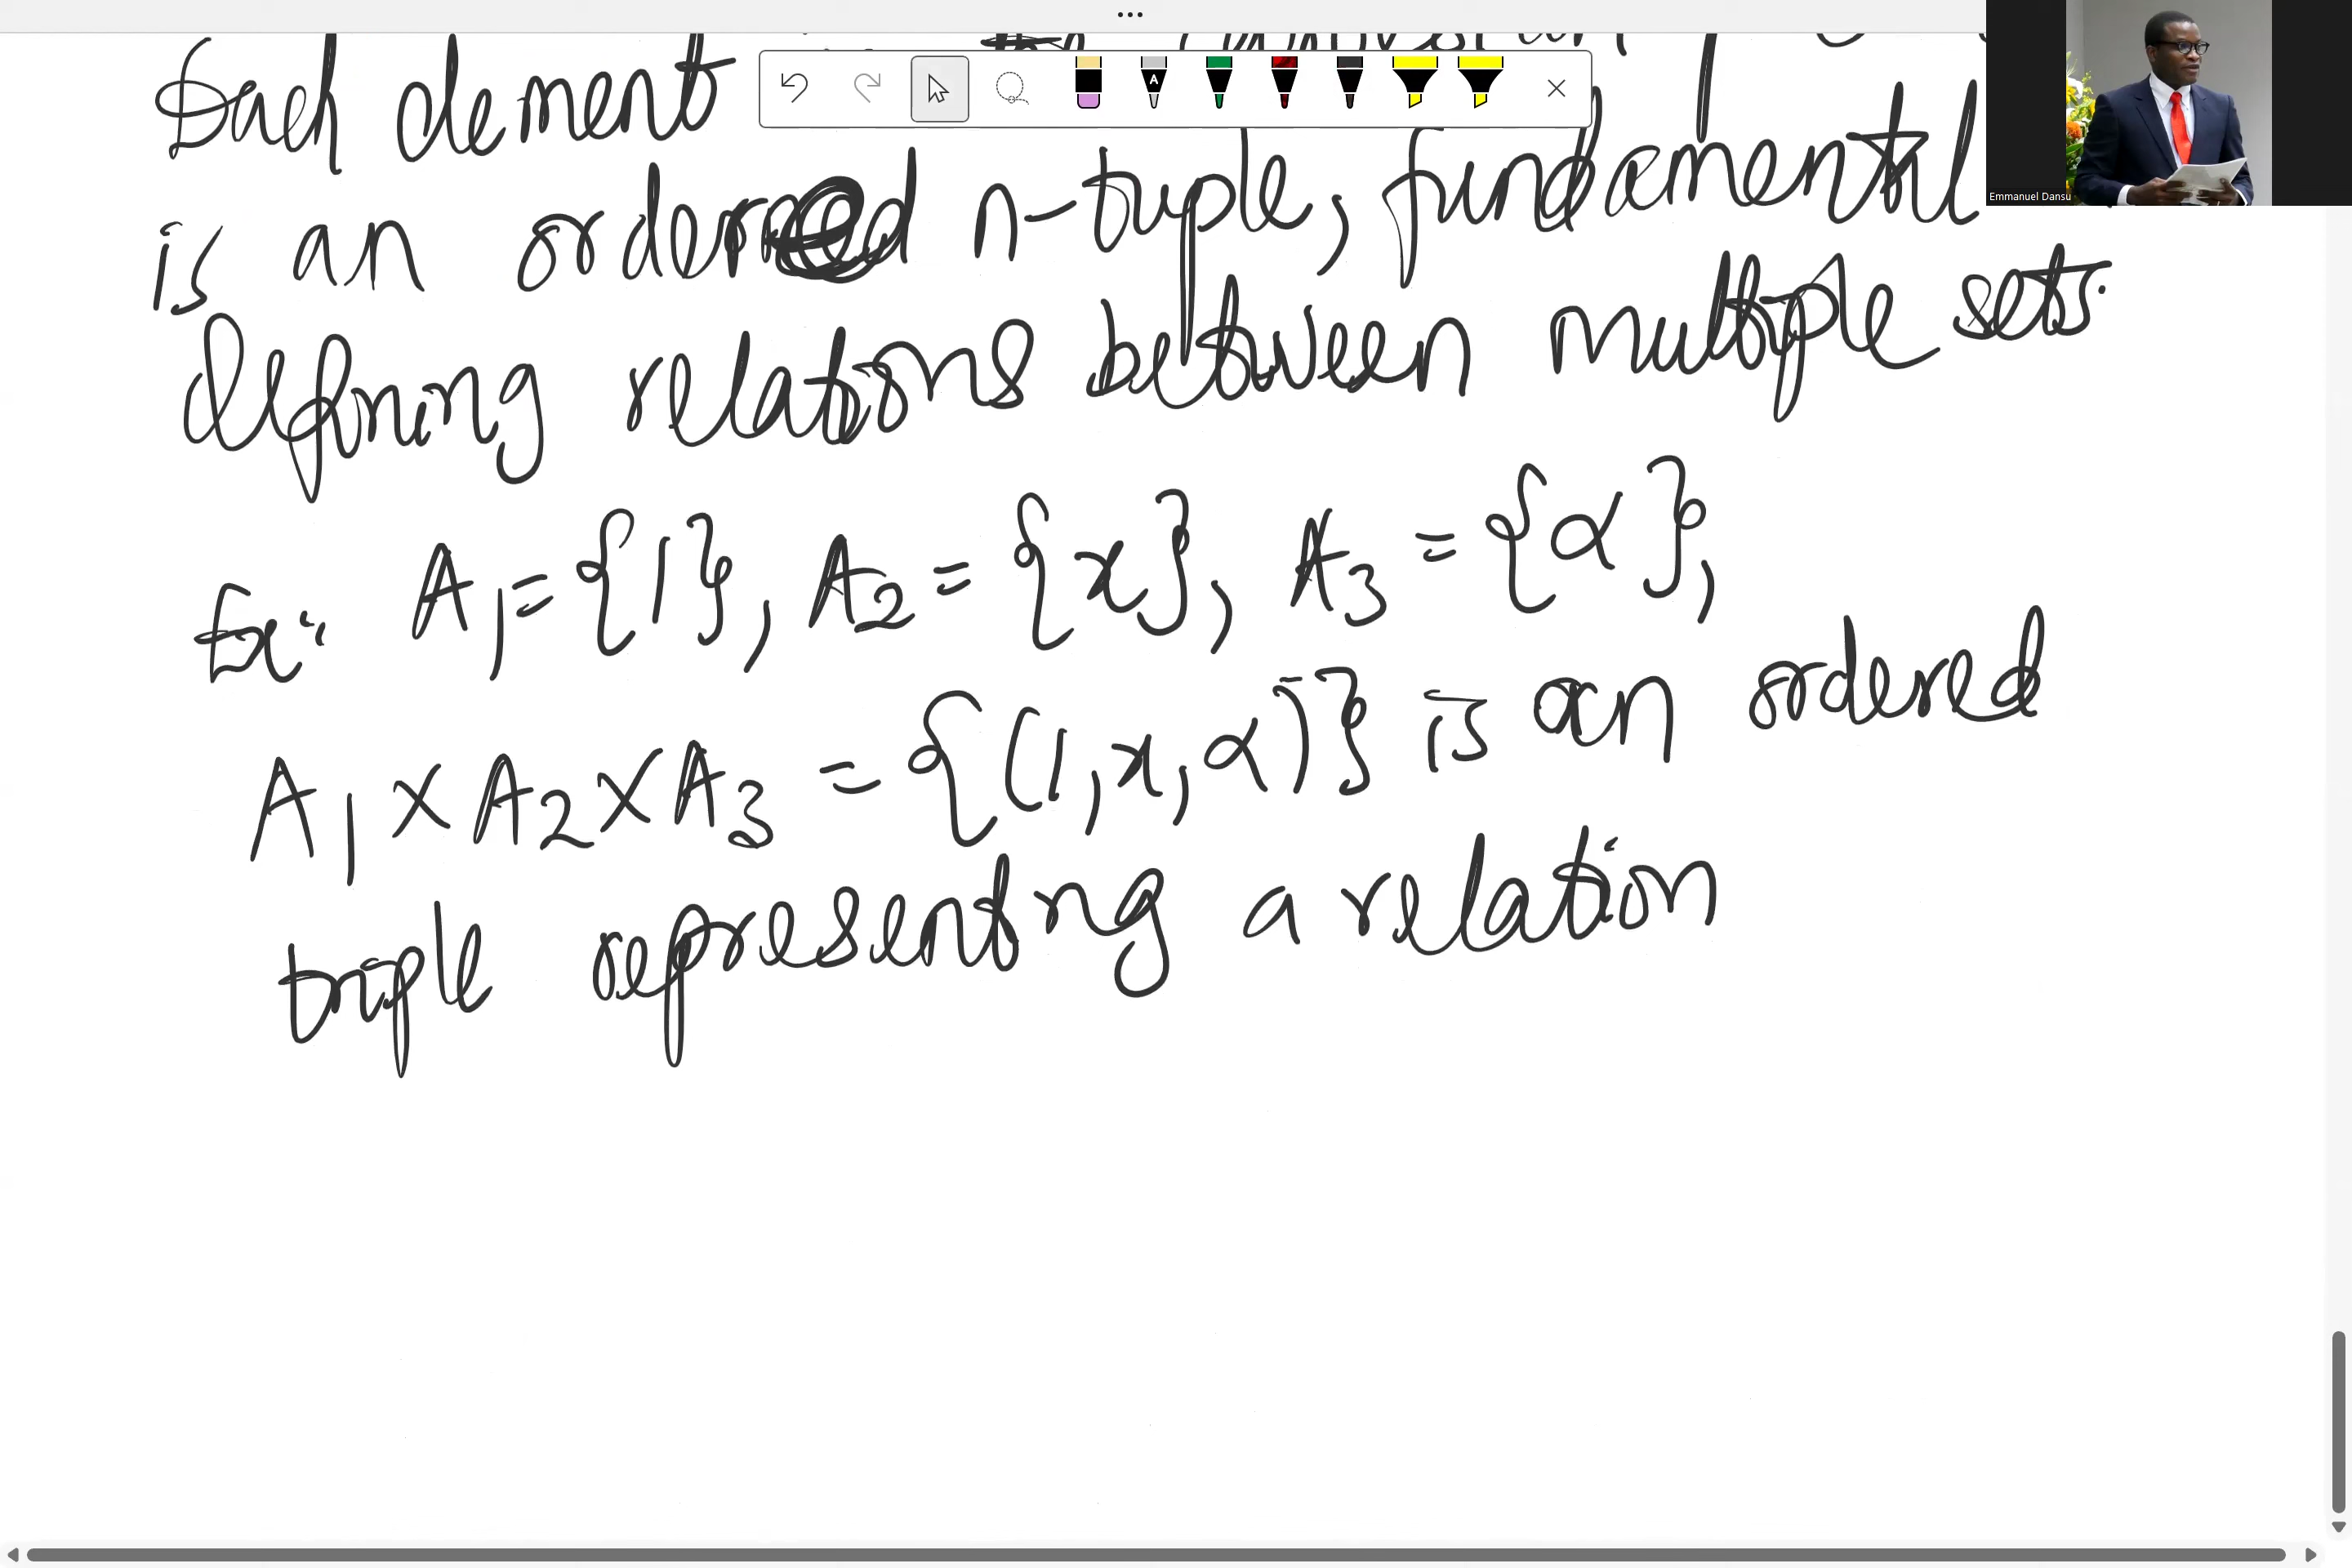 Each element
is an ordered n-tuple, fundamental
defining relations between multiple sets.
Ex: A₁ = {1}, A₂ = {x}, A₃ = {α},
A₁ × A₂ × A₃ = {(1, x, α)} is an ordered
triple representing a relation
Emmanuel Dansu